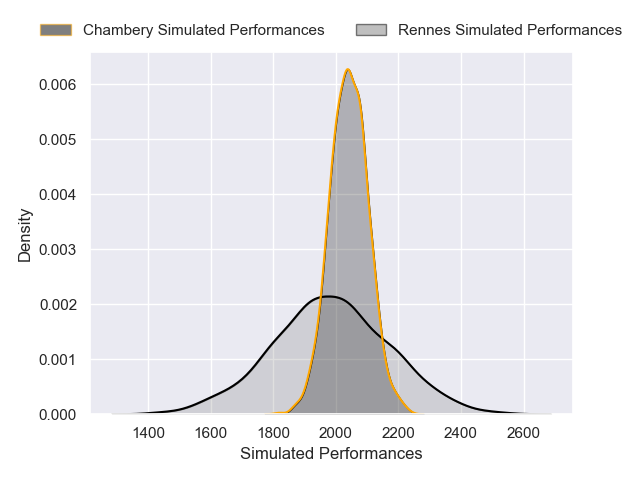 Chambery Simulated Performances
Rennes Simulated Performances
0.006
0.005
0.004
0.003
0.002
0.001
0.000
Density
1400 1600 1800 2000 2200 2400 2600
Simulated Performances